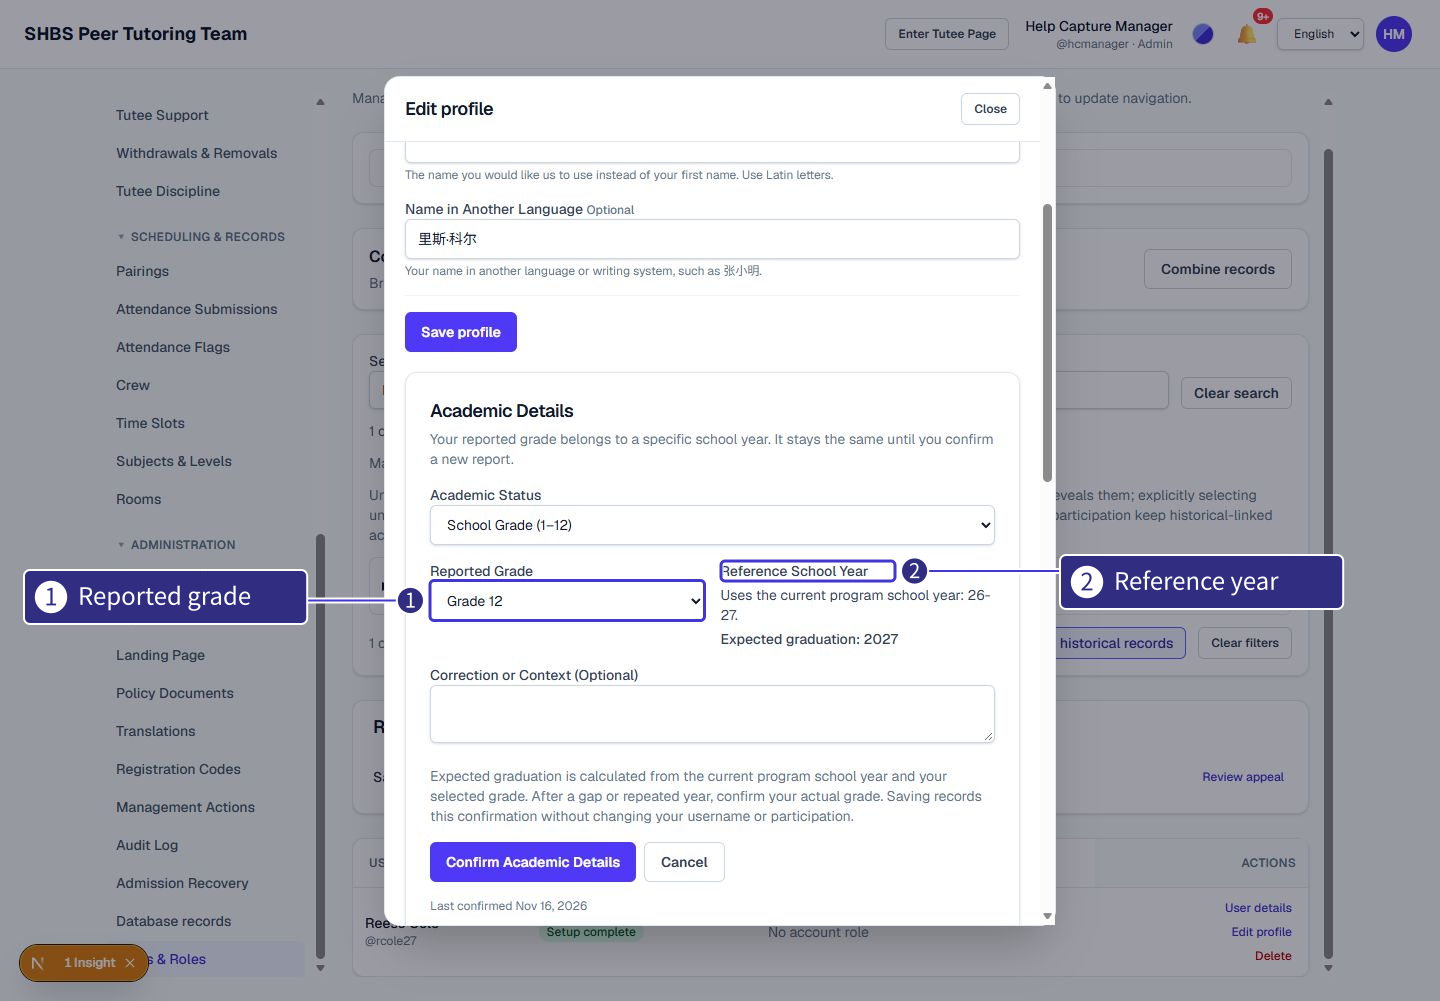 SHBS Peer Tutoring Team
Enter Tutee Page
Help Capture Manager
@hcmanager · Admin
9+
English
HM
Tutee Support
Withdrawals & Removals
Tutee Discipline
SCHEDULING & RECORDS
Pairings
Attendance Submissions
Attendance Flags
Crew
Time Slots
Subjects & Levels
Rooms
ADMINISTRATION
Landing Page
Policy Documents
Translations
Registration Codes
Management Actions
Audit Log
Admission Recovery
Database records
& Roles
1 Insight
to update navigation.
Combine records
Clear search
eveals them; explicitly selecting
articipation keep historical-linked
historical records
Clear filters
Review appeal
ACTIONS
Setup complete
@rcole27
No account role
User details
Edit profile
Delete
Edit profile
Close
The name you would like us to use instead of your first name. Use Latin letters.
Name in Another Language Optional
里斯·科尔
Your name in another language or writing system, such as 张小明.
Save profile
Academic Details
Your reported grade belongs to a specific school year. It stays the same until you confirm
a new report.
Academic Status
School Grade (1–12)
Reported Grade
Grade 12
Reference School Year
Uses the current program school year: 26-
27.
Expected graduation: 2027
Correction or Context (Optional)
Expected graduation is calculated from the current program school year and your
selected grade. After a gap or repeated year, confirm your actual grade. Saving records
this confirmation without changing your username or participation.
Confirm Academic Details
Cancel
Last confirmed Nov 16, 2026
1 Reported grade
1
2
2 Reference year